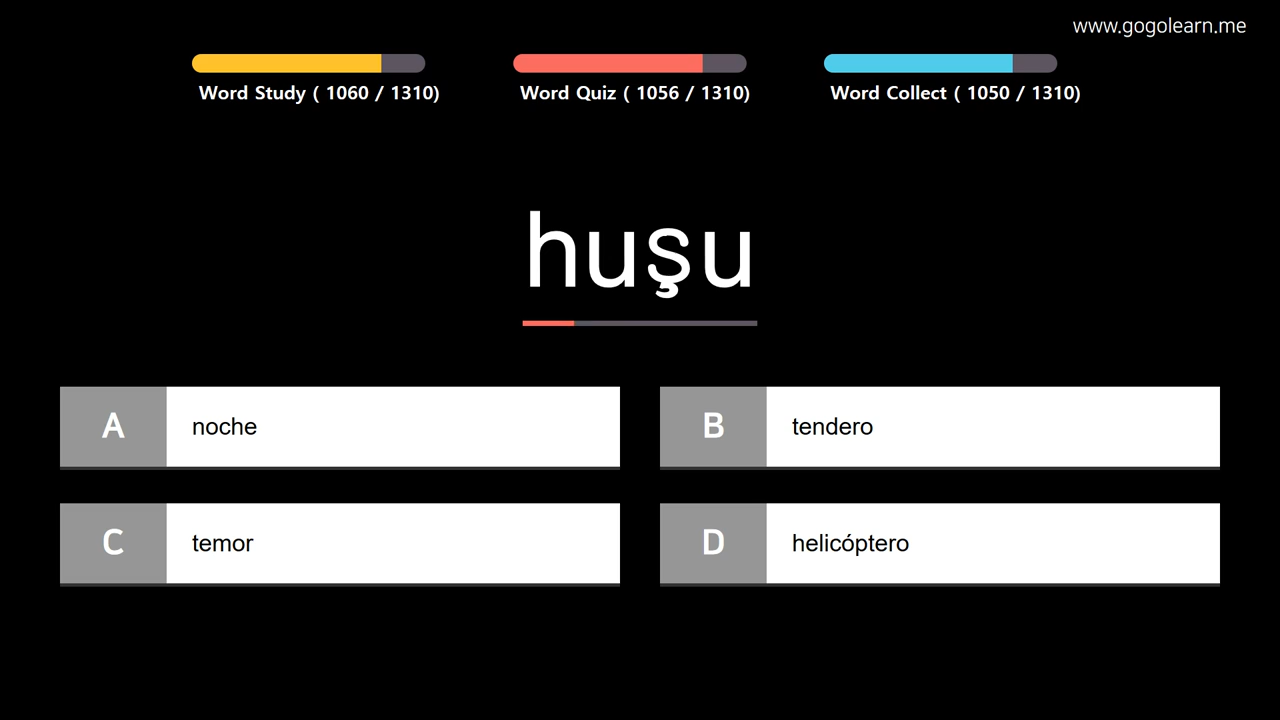 www.gogolearn.me
Word Study ( 1060 / 1310)
Word Quiz ( 1056 / 1310)
Word Collect ( 1050 / 1310)
huşu
A noche
B tendero
C temor
D helicóptero